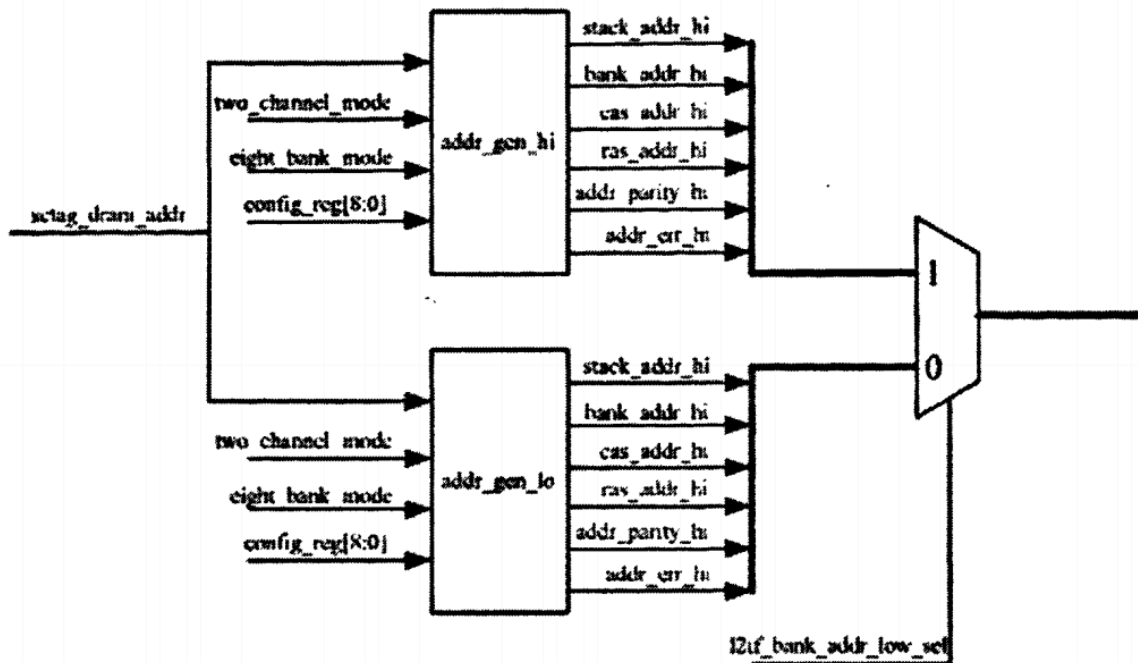 stack_addr_hi
bank_addr_hi
two_channel_mode
cas_addr_hi
addr_gen_hi
eight_bank_mode
ras_addr_hi
config_reg[8:0]
addr_parity_hi
sctag_dram_addr
addr_err_hi
1
0
stack_addr_hi
bank_addr_hi
two_channel_mode
cas_addr_hi
addr_gen_lo
eight_bank_mode
ras_addr_hi
config_reg[8:0]
addr_parity_hi
addr_err_hi
l2if_bank_addr_low_sel